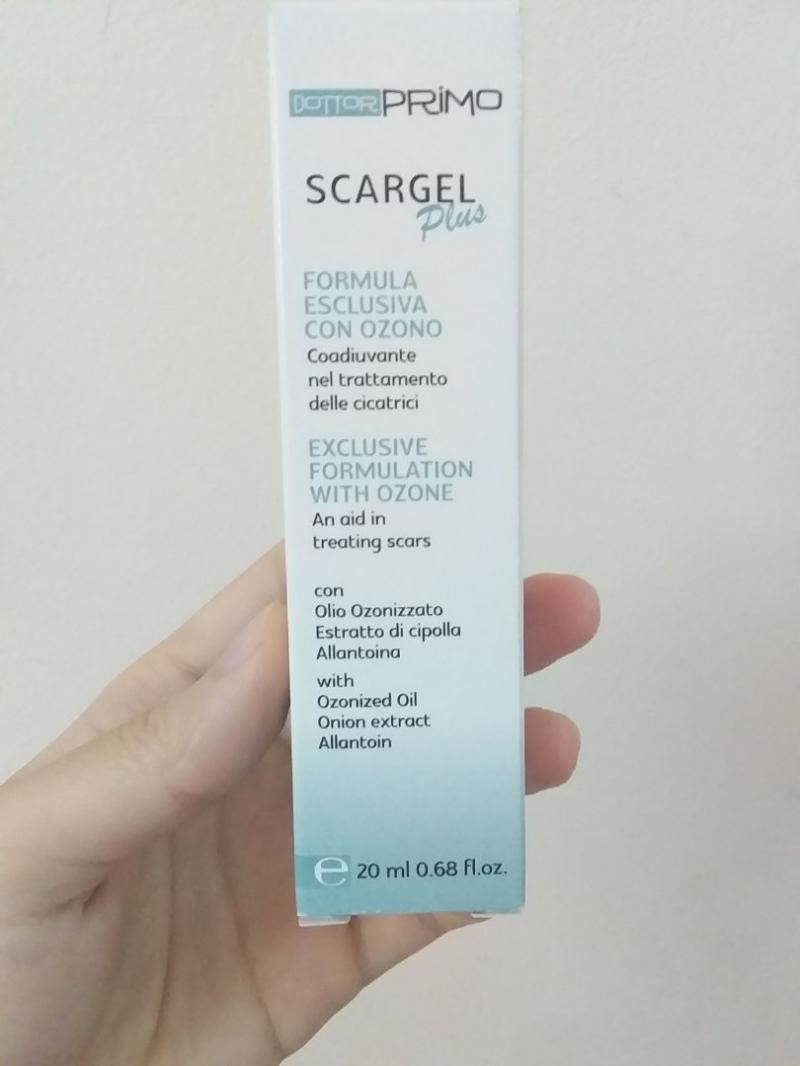 DOTTOR PRIMO
SCARGEL
Plus
FORMULA
ESCLUSIVA
CON OZONO
Coadiuvante
nel trattamento
delle cicatrici
EXCLUSIVE
FORMULATION
WITH OZONE
An aid in
treating scars
con
Olio Ozonizzato
Estratto di cipolla
Allantoina
with
Ozonized Oil
Onion extract
Allantoin
e 20 ml 0.68 fl.oz.